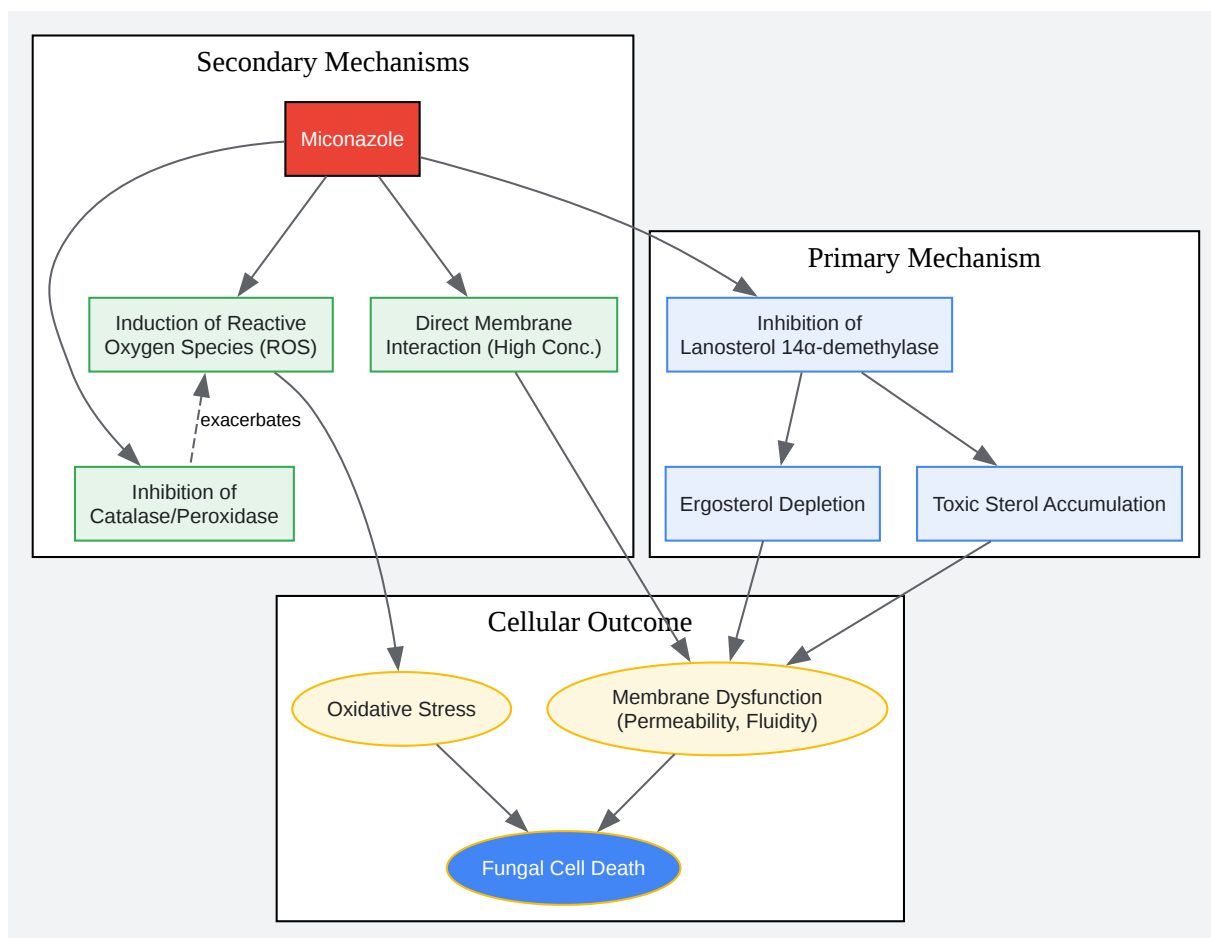 Secondary Mechanisms
Miconazole
Primary Mechanism
Induction of Reactive
Oxygen Species (ROS)
Direct Membrane
Interaction (High Conc.)
Inhibition of
Lanosterol 14α-demethylase
exacerbates
Inhibition of
Catalase/Peroxidase
Ergosterol Depletion
Toxic Sterol Accumulation
Cellular Outcome
Oxidative Stress
Membrane Dysfunction
(Permeability, Fluidity)
Fungal Cell Death